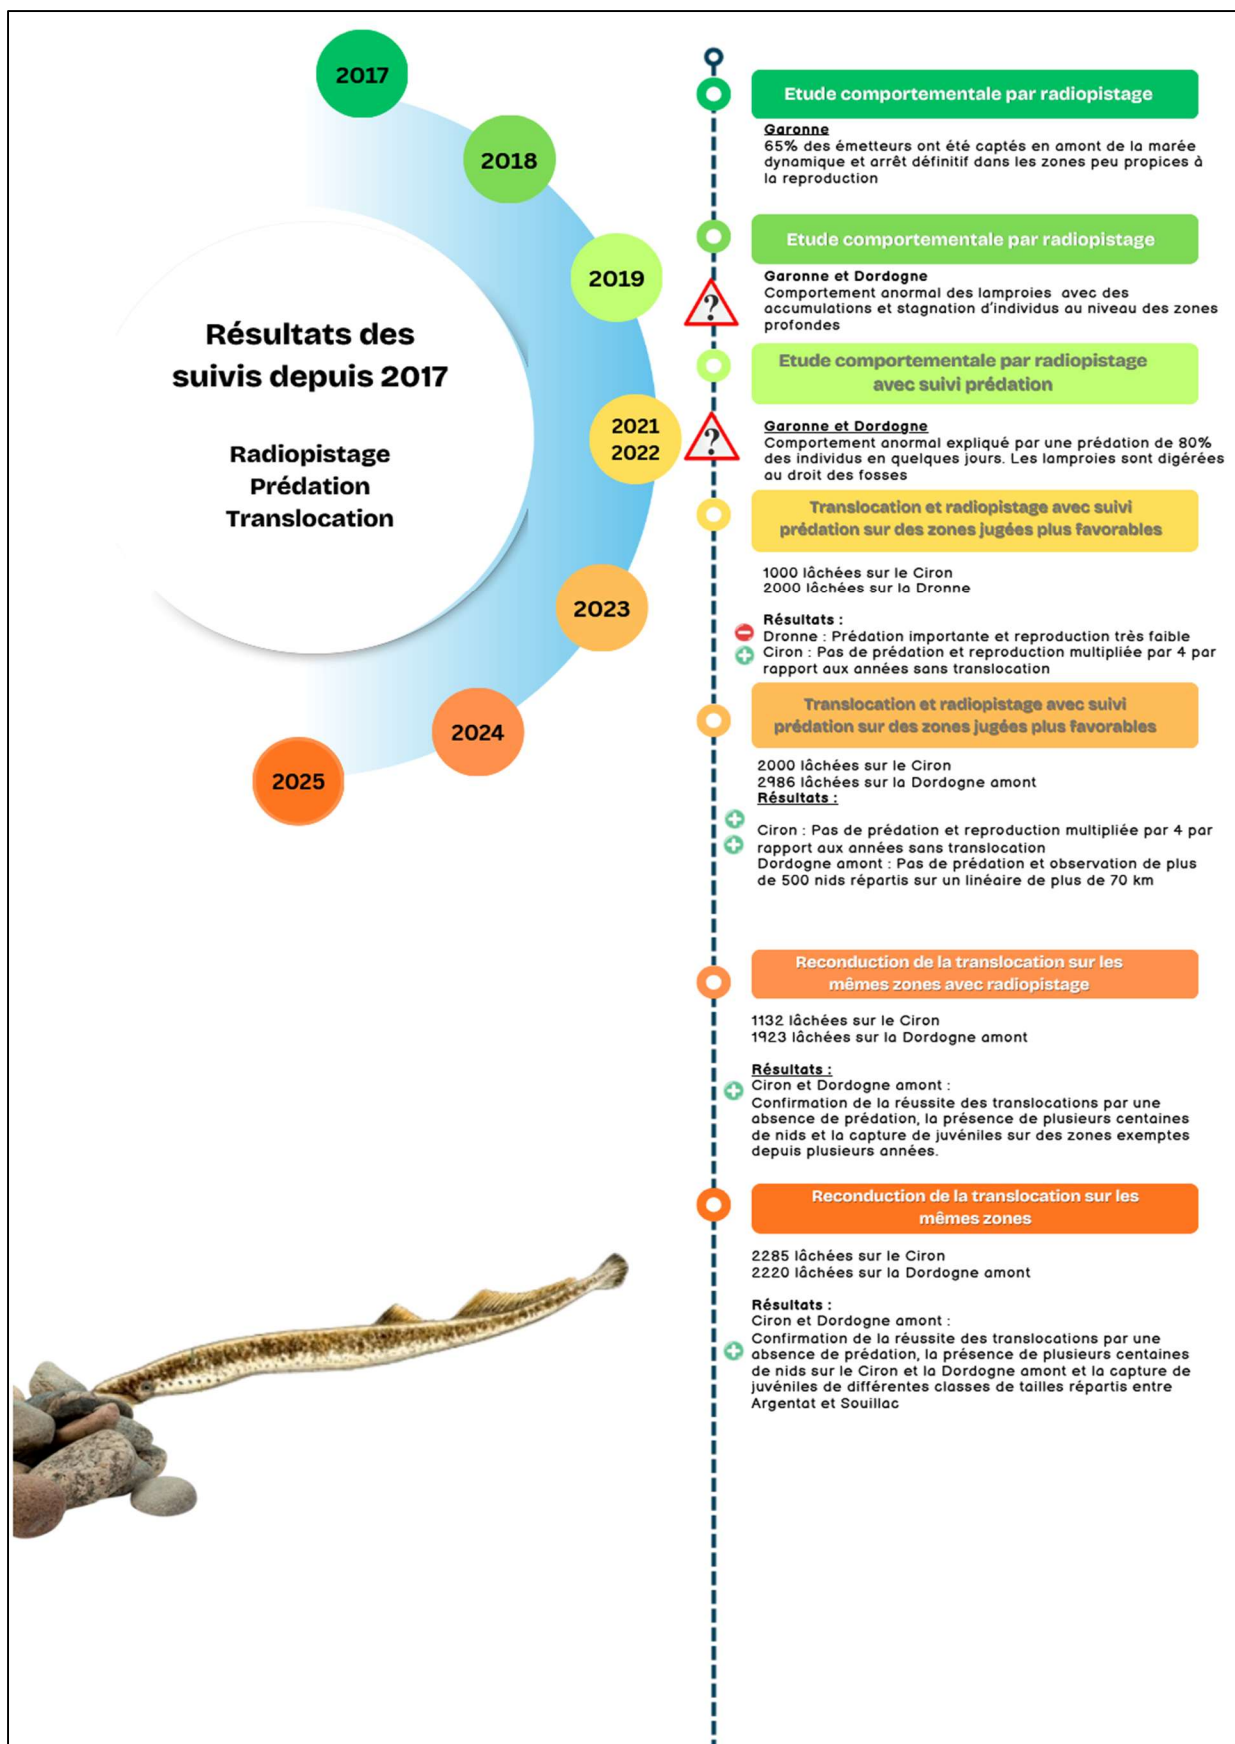 2017
2018
2019
2021
2022
2023
2024
2025
Résultats des
suivis depuis 2017
Radiopistage
Prédation
Translocation
Etude comportementale par radiopistage
Garonne
65% des émetteurs ont été captés en amont de la marée
dynamique et arrêt définitif dans les zones peu propices à
la reproduction
Etude comportementale par radiopistage
Garonne et Dordogne
Comportement anormal des lamproies avec des
accumulations et stagnation d'individus au niveau des zones
profondes
?
Etude comportementale par radiopistage
avec suivi prédation
Garonne et Dordogne
Comportement anormal expliqué par une prédation de 80%
des individus en quelques jours. Les lamproies sont digérées
au droit des fosses
?
Translocation et radiopistage avec suivi
prédation sur des zones jugées plus favorables
1000 lâchées sur le Ciron
2000 lâchées sur la Dronne
Résultats :
Dronne : Prédation importante et reproduction très faible
Ciron : Pas de prédation et reproduction multipliée par 4 par
rapport aux années sans translocation
Translocation et radiopistage avec suivi
prédation sur des zones jugées plus favorables
2000 lâchées sur le Ciron
2986 lâchées sur la Dordogne amont
Résultats :
Ciron : Pas de prédation et reproduction multipliée par 4 par
rapport aux années sans translocation
Dordogne amont : Pas de prédation et observation de plus
de 500 nids répartis sur un linéaire de plus de 70 km
Reconduction de la translocation sur les
mêmes zones avec radiopistage
1132 lâchées sur le Ciron
1923 lâchées sur la Dordogne amont
Résultats :
Ciron et Dordogne amont :
Confirmation de la réussite des translocations par une
absence de prédation, la présence de plusieurs centaines
de nids et la capture de juvéniles sur des zones exemptes
depuis plusieurs années.
Reconduction de la translocation sur les
mêmes zones
2285 lâchées sur le Ciron
2220 lâchées sur la Dordogne amont
Résultats :
Ciron et Dordogne amont :
Confirmation de la réussite des translocations par une
absence de prédation, la présence de plusieurs centaines
de nids sur le Ciron et la Dordogne amont et la capture de
juvéniles de différentes classes de tailles répartis entre
Argentat et Souillac